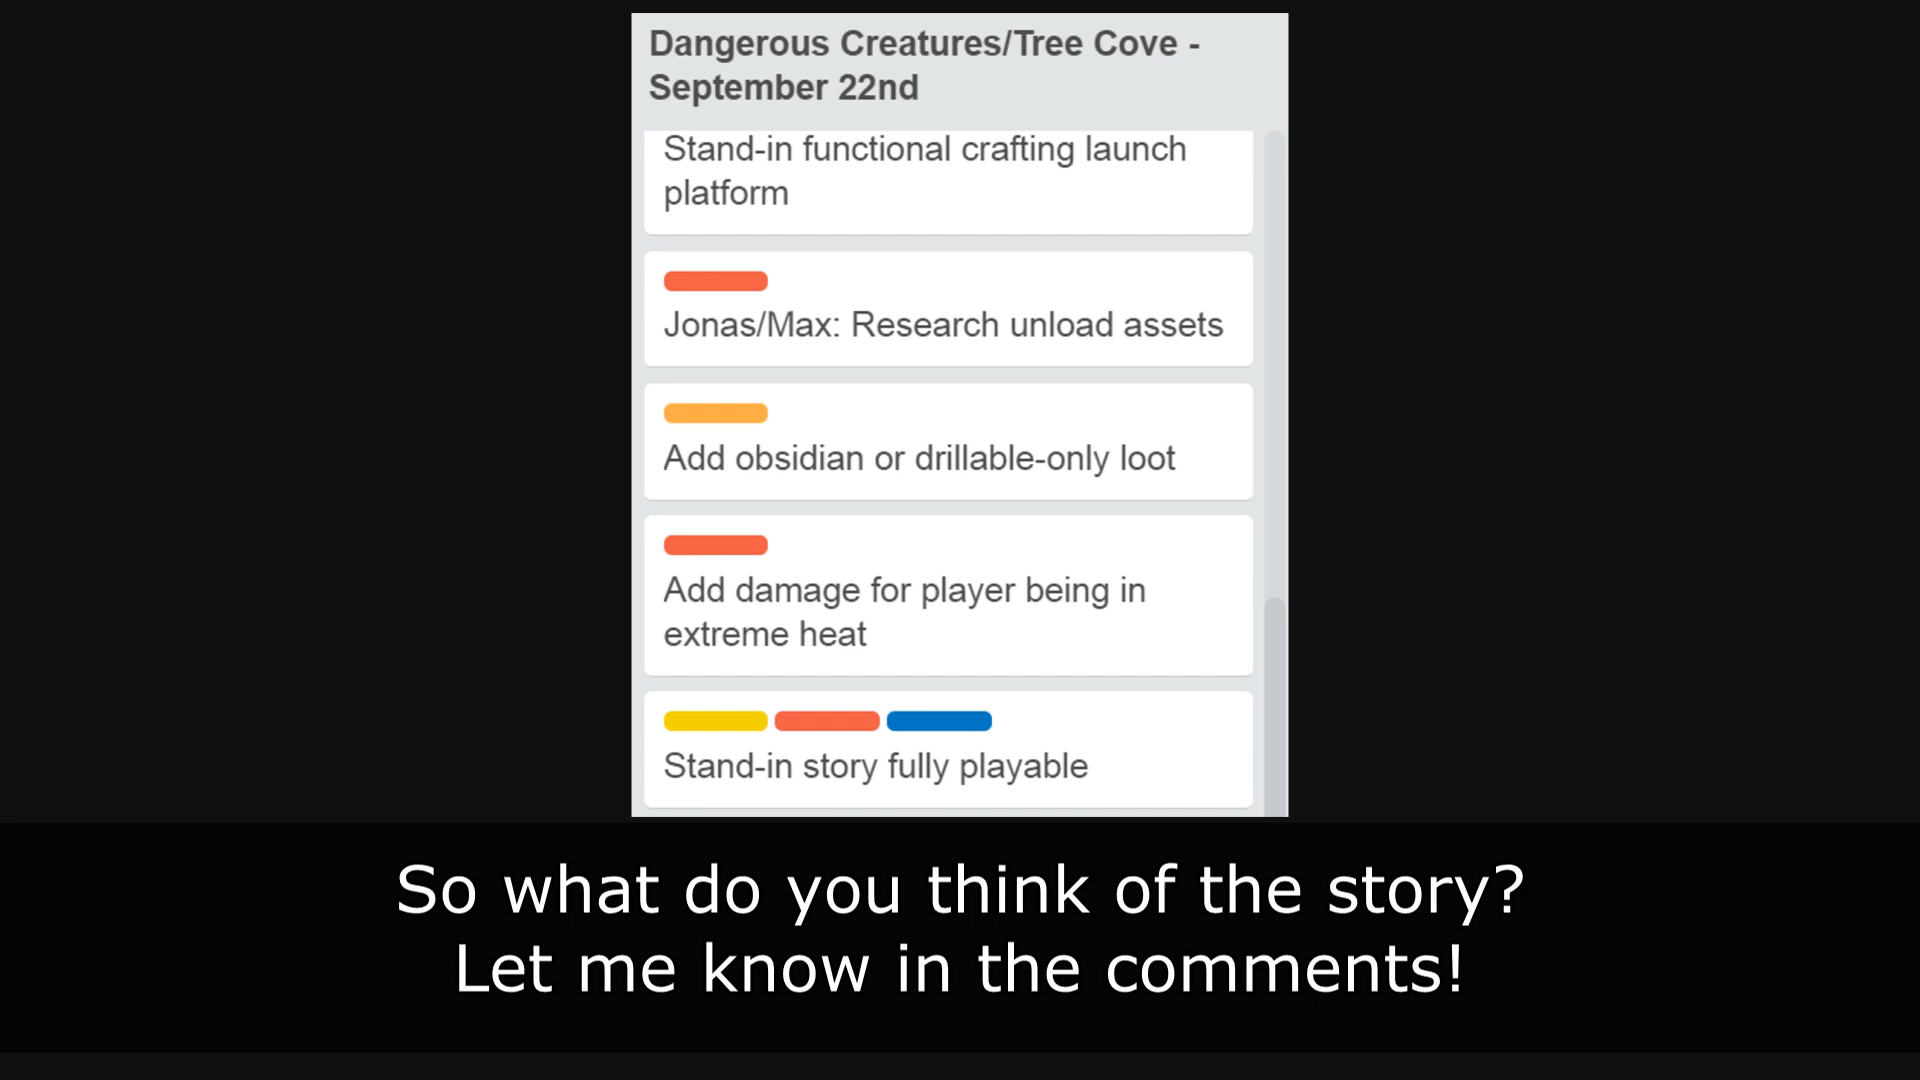 Dangerous Creatures/Tree Cove -
September 22nd
Stand-in functional crafting launch
platform
Jonas/Max: Research unload assets
Add obsidian or drillable-only loot
Add damage for player being in
extreme heat
Stand-in story fully playable
So what do you think of the story?
Let me know in the comments!